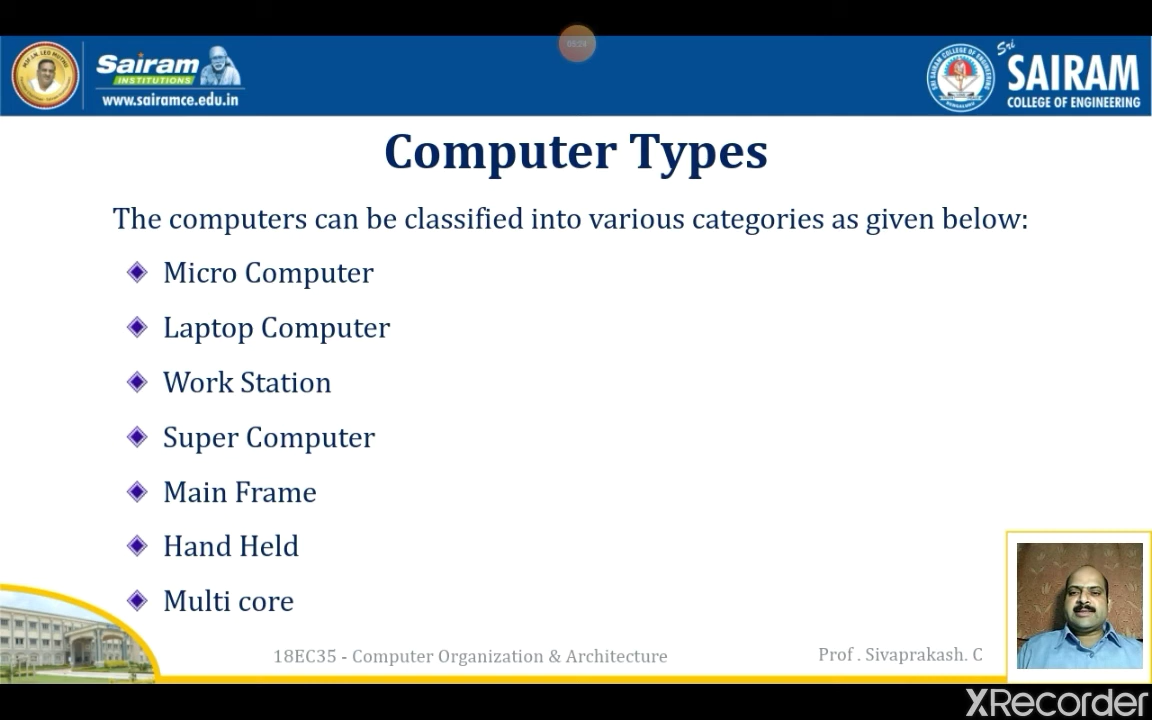 05:24
Sairam
INSTITUTIONS
www.sairamce.edu.in
Sri
SAIRAM
COLLEGE OF ENGINEERING
Computer Types
The computers can be classified into various categories as given below:
Micro Computer
Laptop Computer
Work Station
Super Computer
Main Frame
Hand Held
Multi core
18EC35 - Computer Organization & Architecture
Prof . Sivaprakash. C
XRecorder